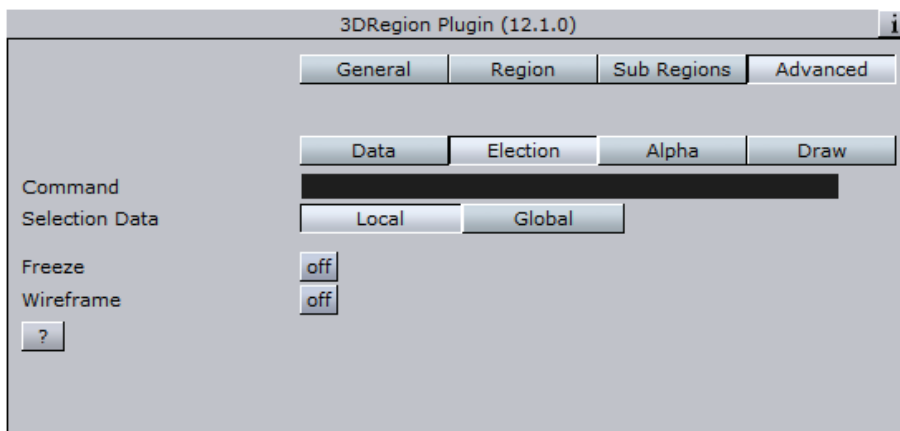 3DRegion Plugin (12.1.0) i
General Region Sub Regions Advanced
Data Election Alpha Draw
Command
Selection Data Local Global
Freeze off
Wireframe off
?